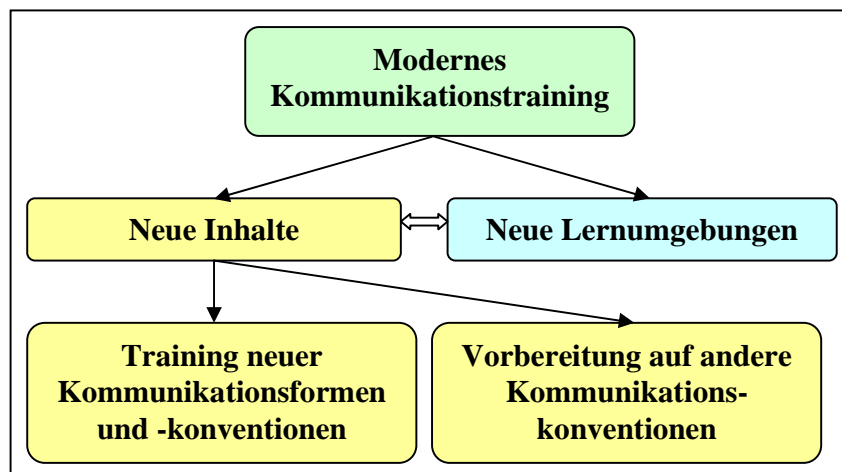 Modernes
Kommunikationstraining
Neue Inhalte
Neue Lernumgebungen
Training neuer
Kommunikationsformen
und -konventionen
Vorbereitung auf andere
Kommunikations-
konventionen